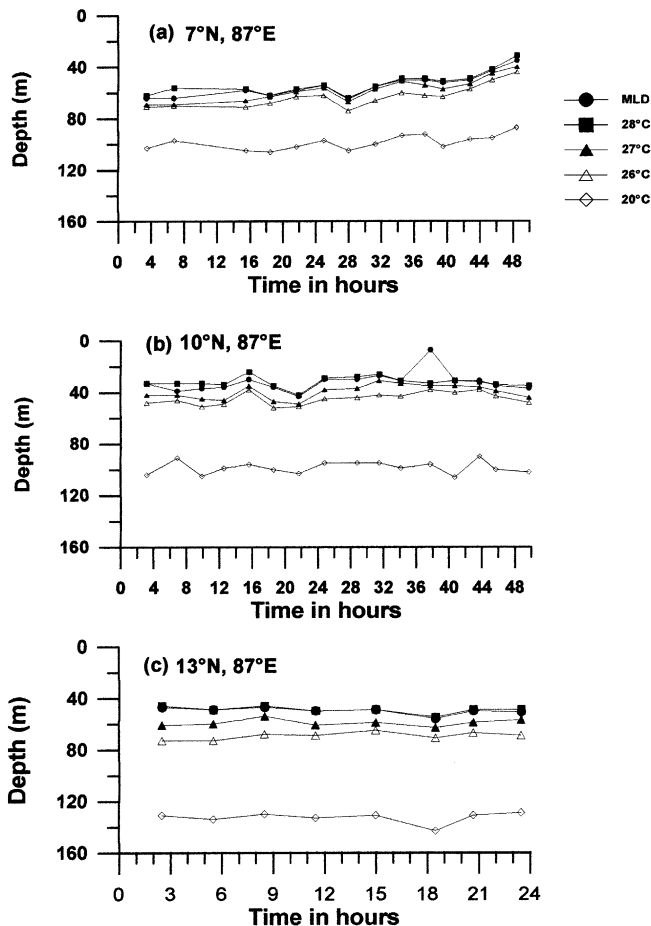 (a) 7°N, 87°E
0
40
80
120
160
Depth (m)
0 4 8 12 16 20 24 28 32 36 40 44 48
Time in hours
MLD
28°C
27°C
26°C
20°C
(b) 10°N, 87°E
0
40
80
120
160
Depth (m)
0 4 8 12 16 20 24 28 32 36 40 44 48
Time in hours
(c) 13°N, 87°E
0
40
80
120
160
Depth (m)
0 3 6 9 12 15 18 21 24
Time in hours